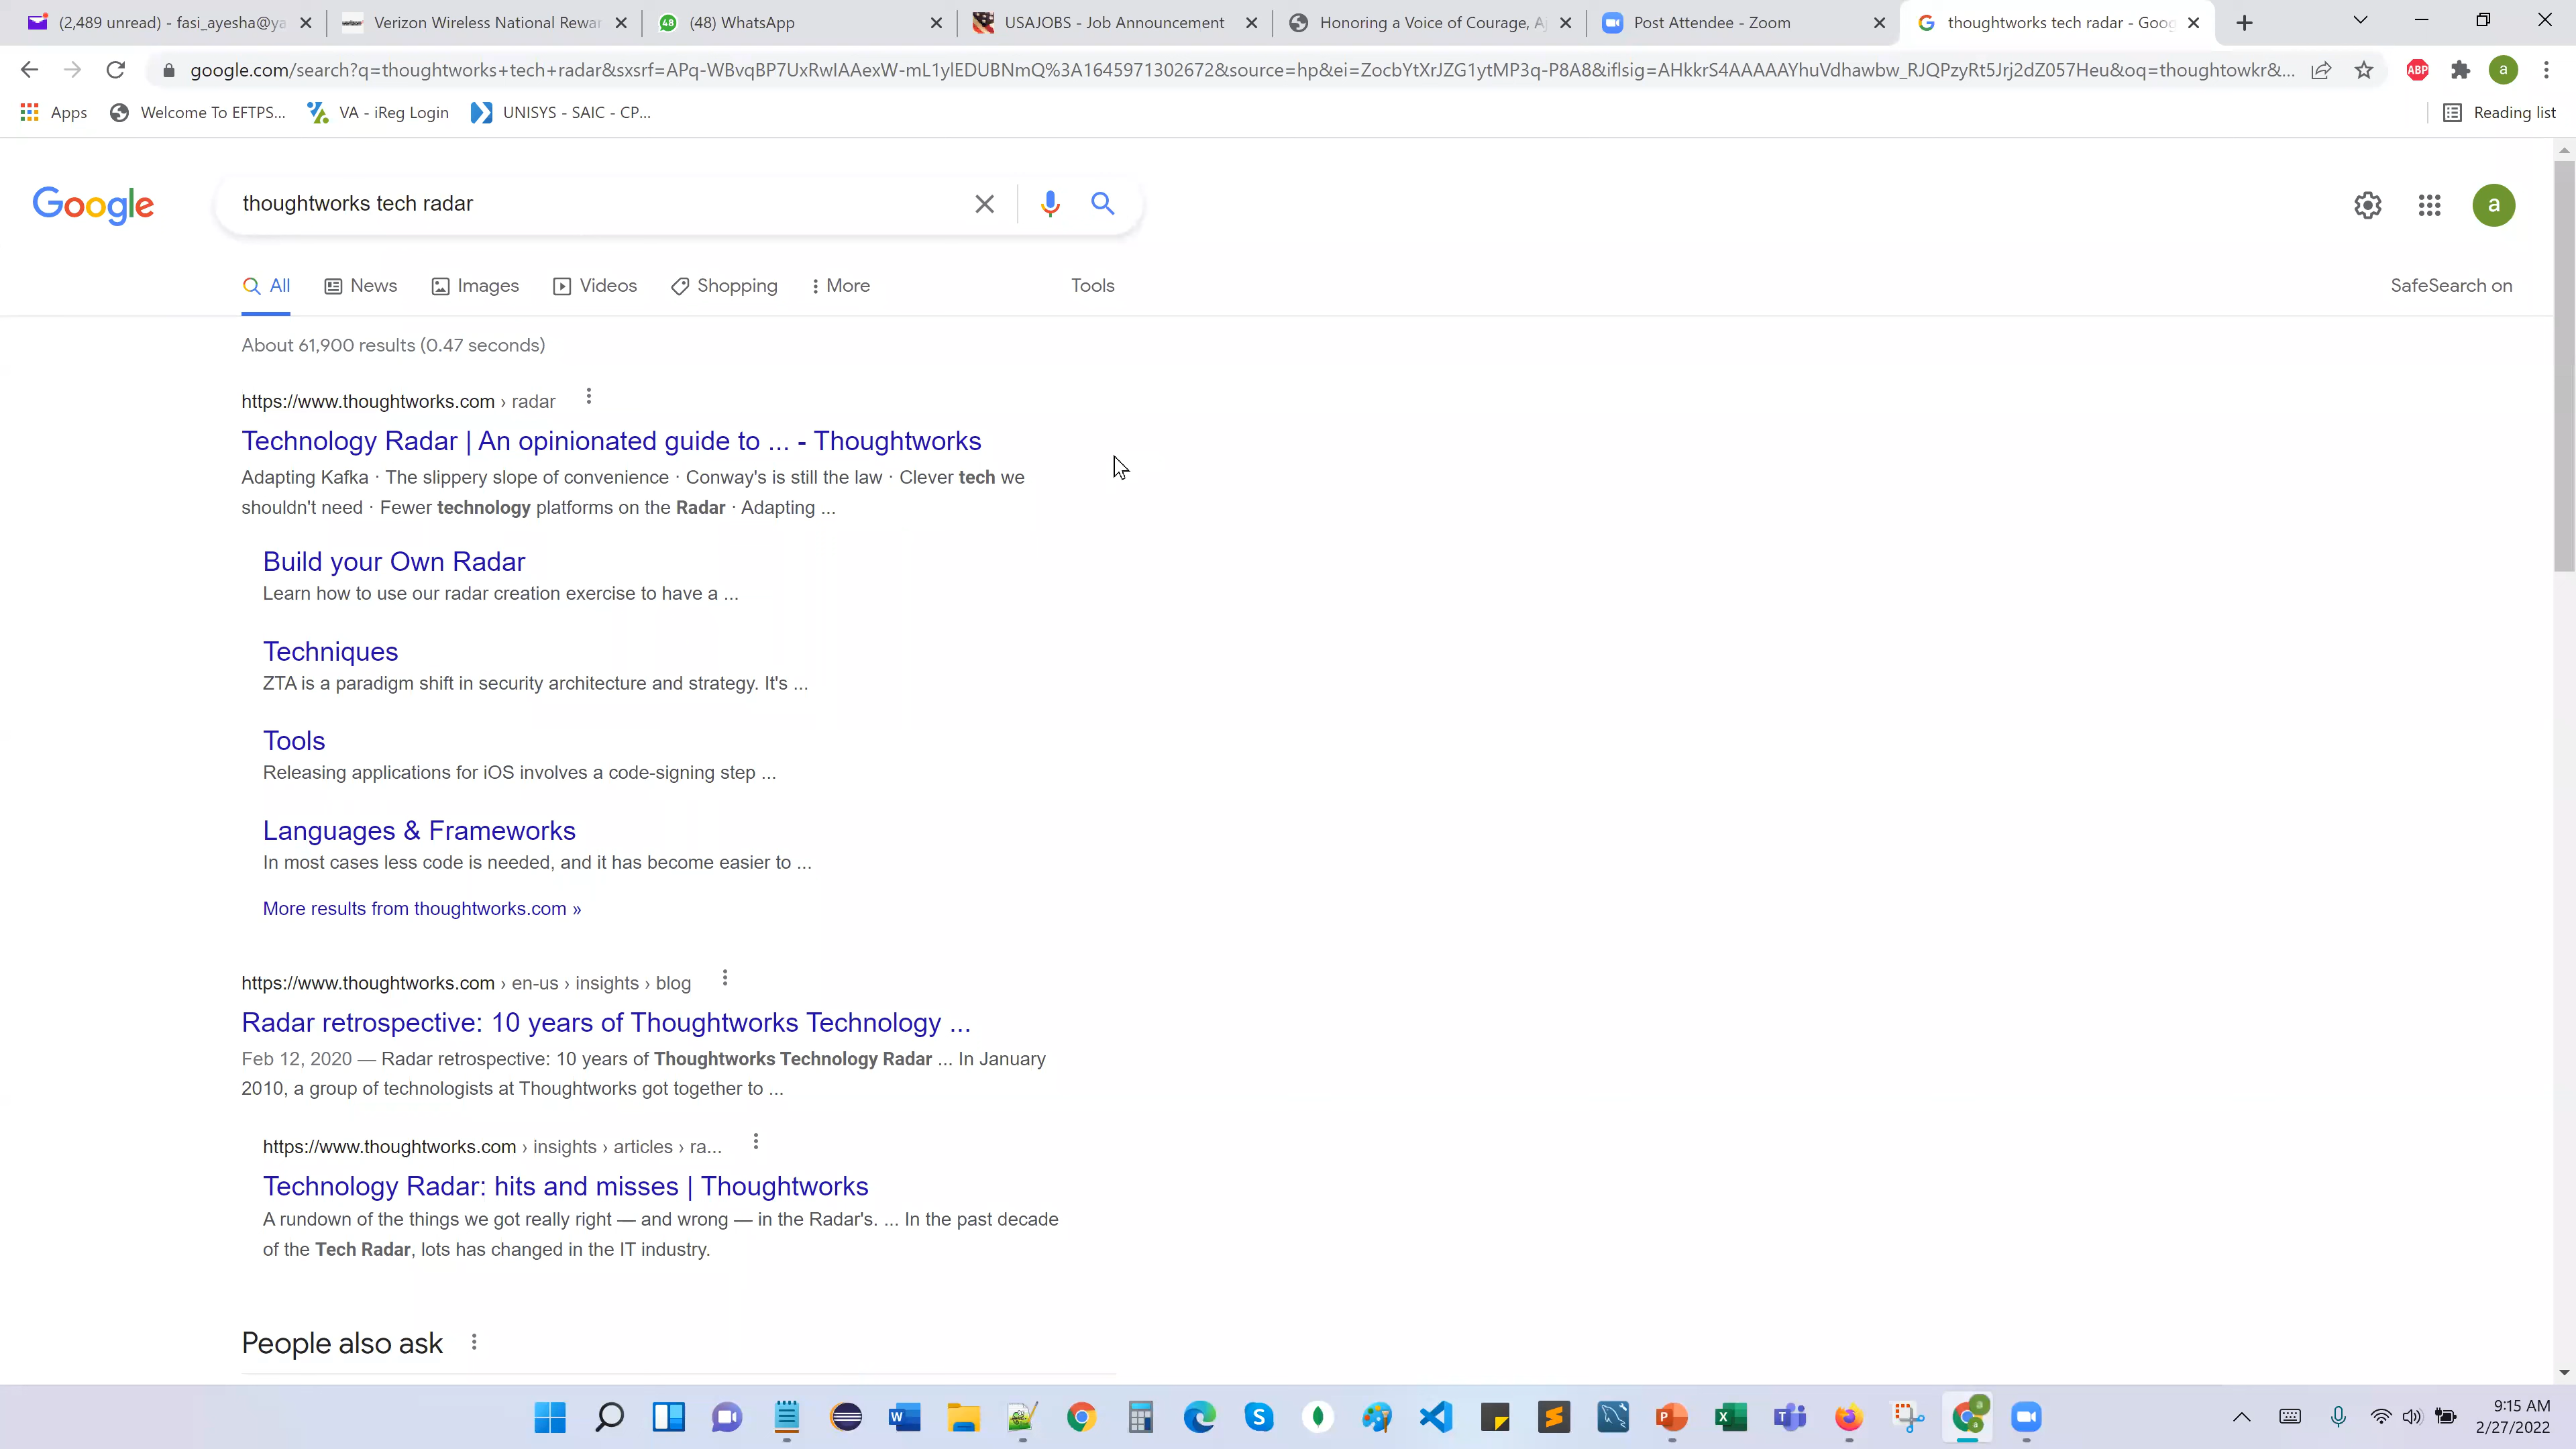 (2,489 unread) - fasi_ayesha@ya
Verizon Wireless National Rewar
(48) WhatsApp
USAJOBS - Job Announcement
Honoring a Voice of Courage, Aj
Post Attendee - Zoom
thoughtworks tech radar - Goog
google.com/search?q=thoughtworks+tech+radar&sxsrf=APq-WBvqBP7UxRwIAAexW-mL1ylEDUBNmQ%3A1645971302672&source=hp&ei=ZocbYtXrJZG1ytMP3q-P8A8&iflsig=AHkkrS4AAAAAYhuVdhawbw_RJQPzyRt5Jrj2dZ057Heu&oq=thoughtowkr&...
ABP
a
Apps
Welcome To EFTPS...
VA - iReg Login
UNISYS - SAIC - CP...
Reading list
Google
thoughtworks tech radar
a
All
News
Images
Videos
Shopping
More
Tools
SafeSearch on
About 61,900 results (0.47 seconds)
https://www.thoughtworks.com › radar
Technology Radar | An opinionated guide to ... - Thoughtworks
Adapting Kafka · The slippery slope of convenience · Conway's is still the law · Clever tech we
shouldn't need · Fewer technology platforms on the Radar · Adapting ...
Build your Own Radar
Learn how to use our radar creation exercise to have a ...
Techniques
ZTA is a paradigm shift in security architecture and strategy. It's ...
Tools
Releasing applications for iOS involves a code-signing step ...
Languages & Frameworks
In most cases less code is needed, and it has become easier to ...
More results from thoughtworks.com »
https://www.thoughtworks.com › en-us › insights › blog
Radar retrospective: 10 years of Thoughtworks Technology ...
Feb 12, 2020 — Radar retrospective: 10 years of Thoughtworks Technology Radar ... In January
2010, a group of technologists at Thoughtworks got together to ...
https://www.thoughtworks.com › insights › articles › ra...
Technology Radar: hits and misses | Thoughtworks
A rundown of the things we got really right — and wrong — in the Radar's. ... In the past decade
of the Tech Radar, lots has changed in the IT industry.
People also ask
9:15 AM
2/27/2022